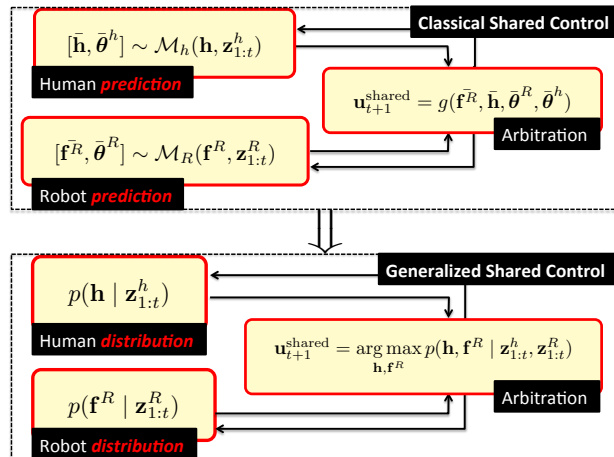 Classical Shared Control
[h̄, θ̄^h] ∼ M_h(h, z^h_{1:t})
Human prediction
u^shared_{t+1} = g(f̄^R, h̄, θ̄^R, θ̄^h)
Arbitration
[f̄^R, θ̄^R] ∼ M_R(f^R, z^R_{1:t})
Robot prediction
Generalized Shared Control
p(h | z^h_{1:t})
Human distribution
u^shared_{t+1} = arg max_{h,f^R} p(h, f^R | z^h_{1:t}, z^R_{1:t})
Arbitration
p(f^R | z^R_{1:t})
Robot distribution